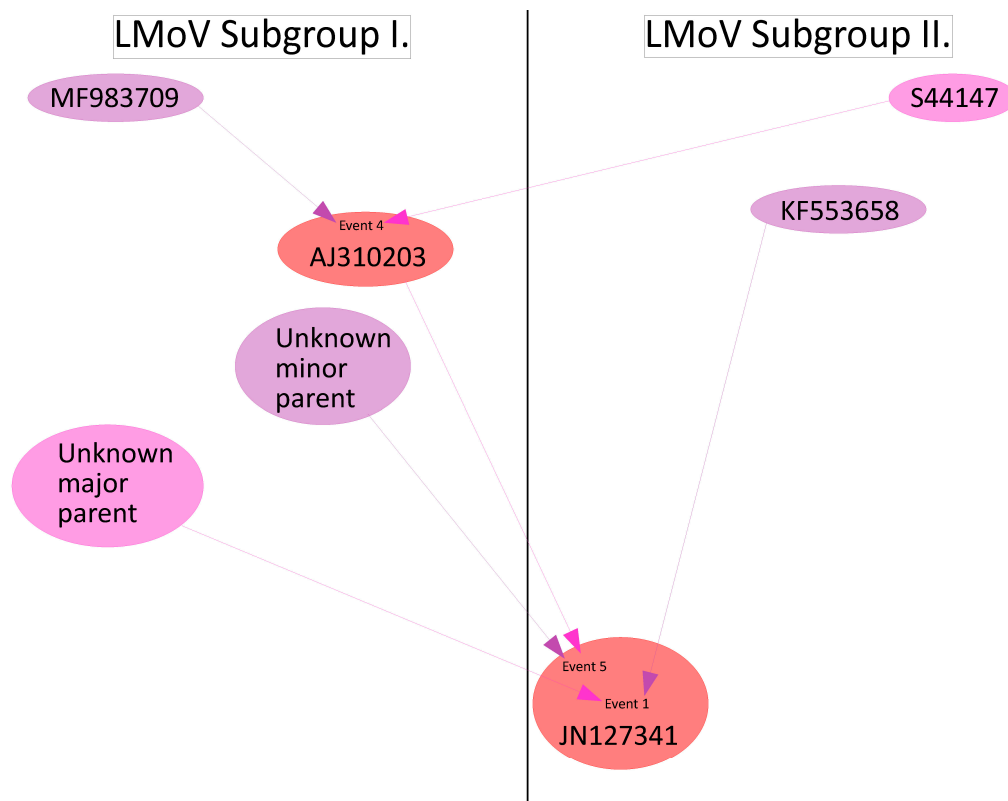 LMoV Subgroup I.
LMoV Subgroup II.
MF983709
S44147
KF553658
Event 4
AJ310203
Unknown
minor
parent
Unknown
major
parent
Event 5
Event 1
JN127341